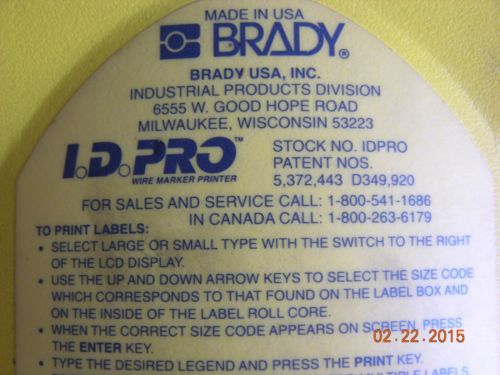 MADE IN USA
BRADY®
BRADY USA, INC.
INDUSTRIAL PRODUCTS DIVISION
6555 W. GOOD HOPE ROAD
MILWAUKEE, WISCONSIN 53223
I.D.PRO™
WIRE MARKER PRINTER
STOCK NO. IDPRO
PATENT NOS.
5,372,443 D349,920
FOR SALES AND SERVICE CALL: 1-800-541-1686
IN CANADA CALL: 1-800-263-6179
TO PRINT LABELS:
• SELECT LARGE OR SMALL TYPE WITH THE SWITCH TO THE RIGHT
OF THE LCD DISPLAY.
• USE THE UP AND DOWN ARROW KEYS TO SELECT THE SIZE CODE
WHICH CORRESPONDS TO THAT FOUND ON THE LABEL BOX AND
ON THE INSIDE OF THE LABEL ROLL CORE.
• WHEN THE CORRECT SIZE CODE APPEARS ON SCREEN, PRESS
THE ENTER KEY.
• TYPE THE DESIRED LEGEND AND PRESS THE PRINT KEY.
MULTIPLE LABELS
02.22.2015